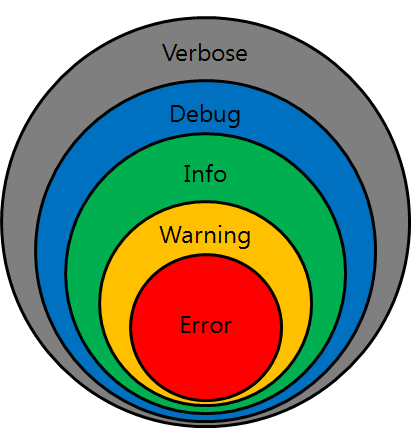 Verbose
Debug
Info
Warning
Error